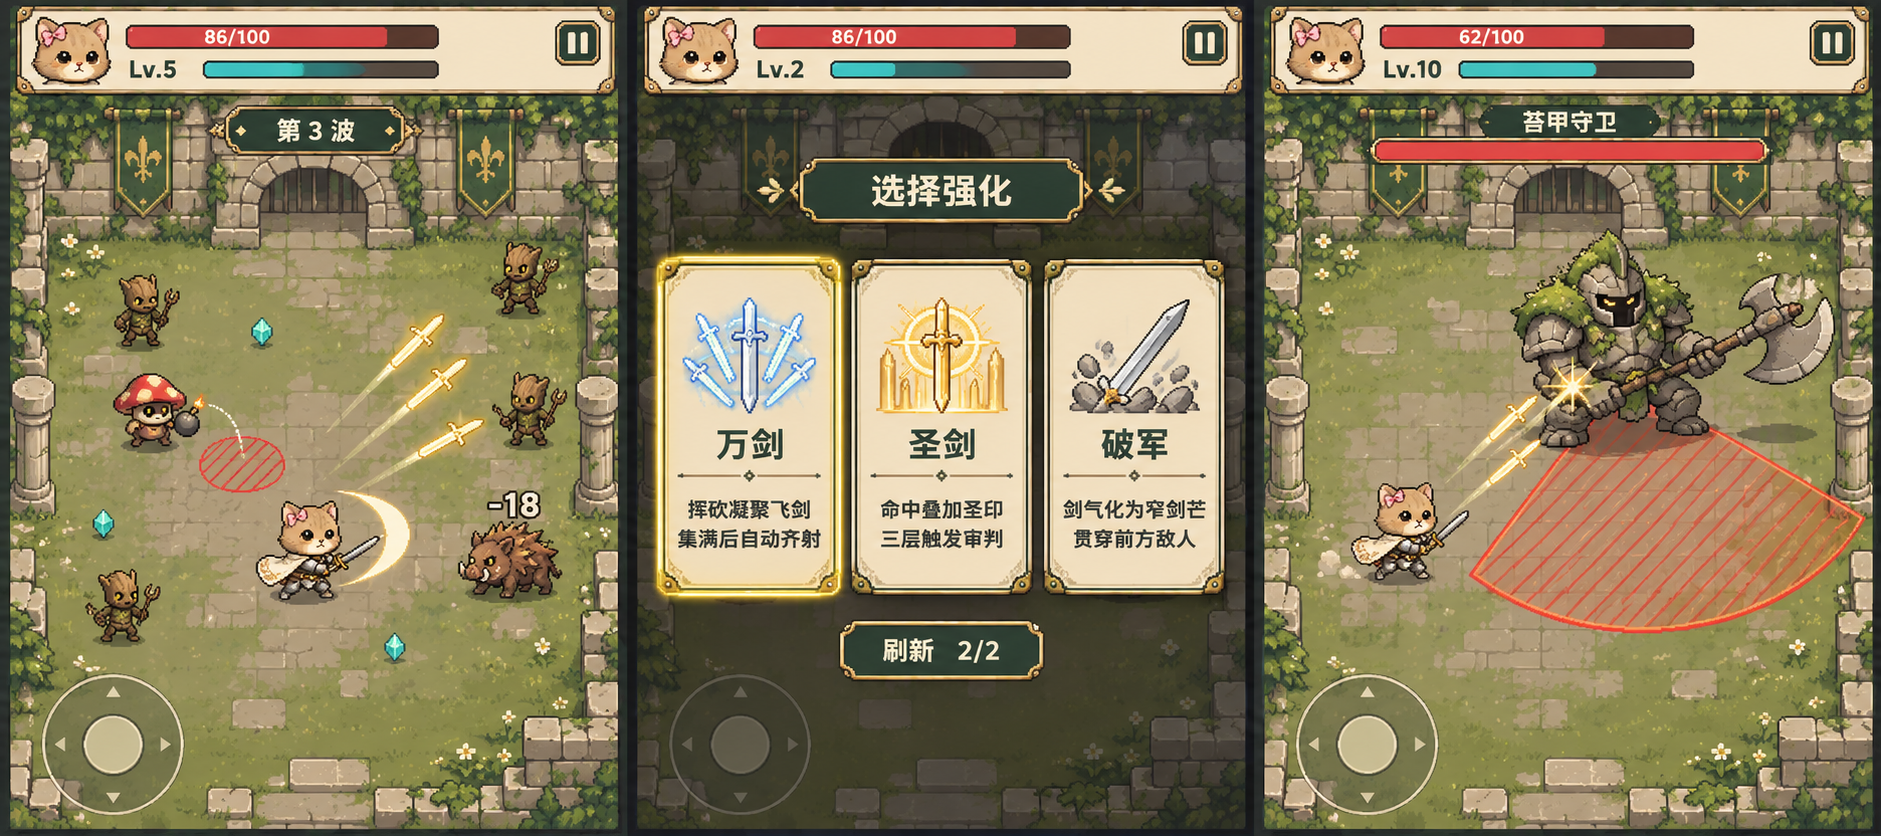 86/100
Lv.5
第 3 波
-18
86/100
Lv.2
选择强化
万剑
挥砍凝聚飞剑
集满后自动齐射
圣剑
命中叠加圣印
三层触发审判
破军
剑气化为窄剑芒
贯穿前方敌人
刷新 2/2
62/100
Lv.10
苔甲守卫